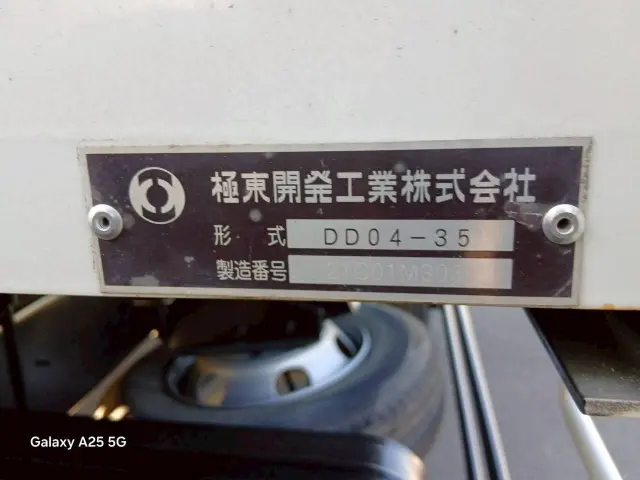 極東開発工業株式会社
形式 DD04-35
製造番号
Galaxy A25 5G